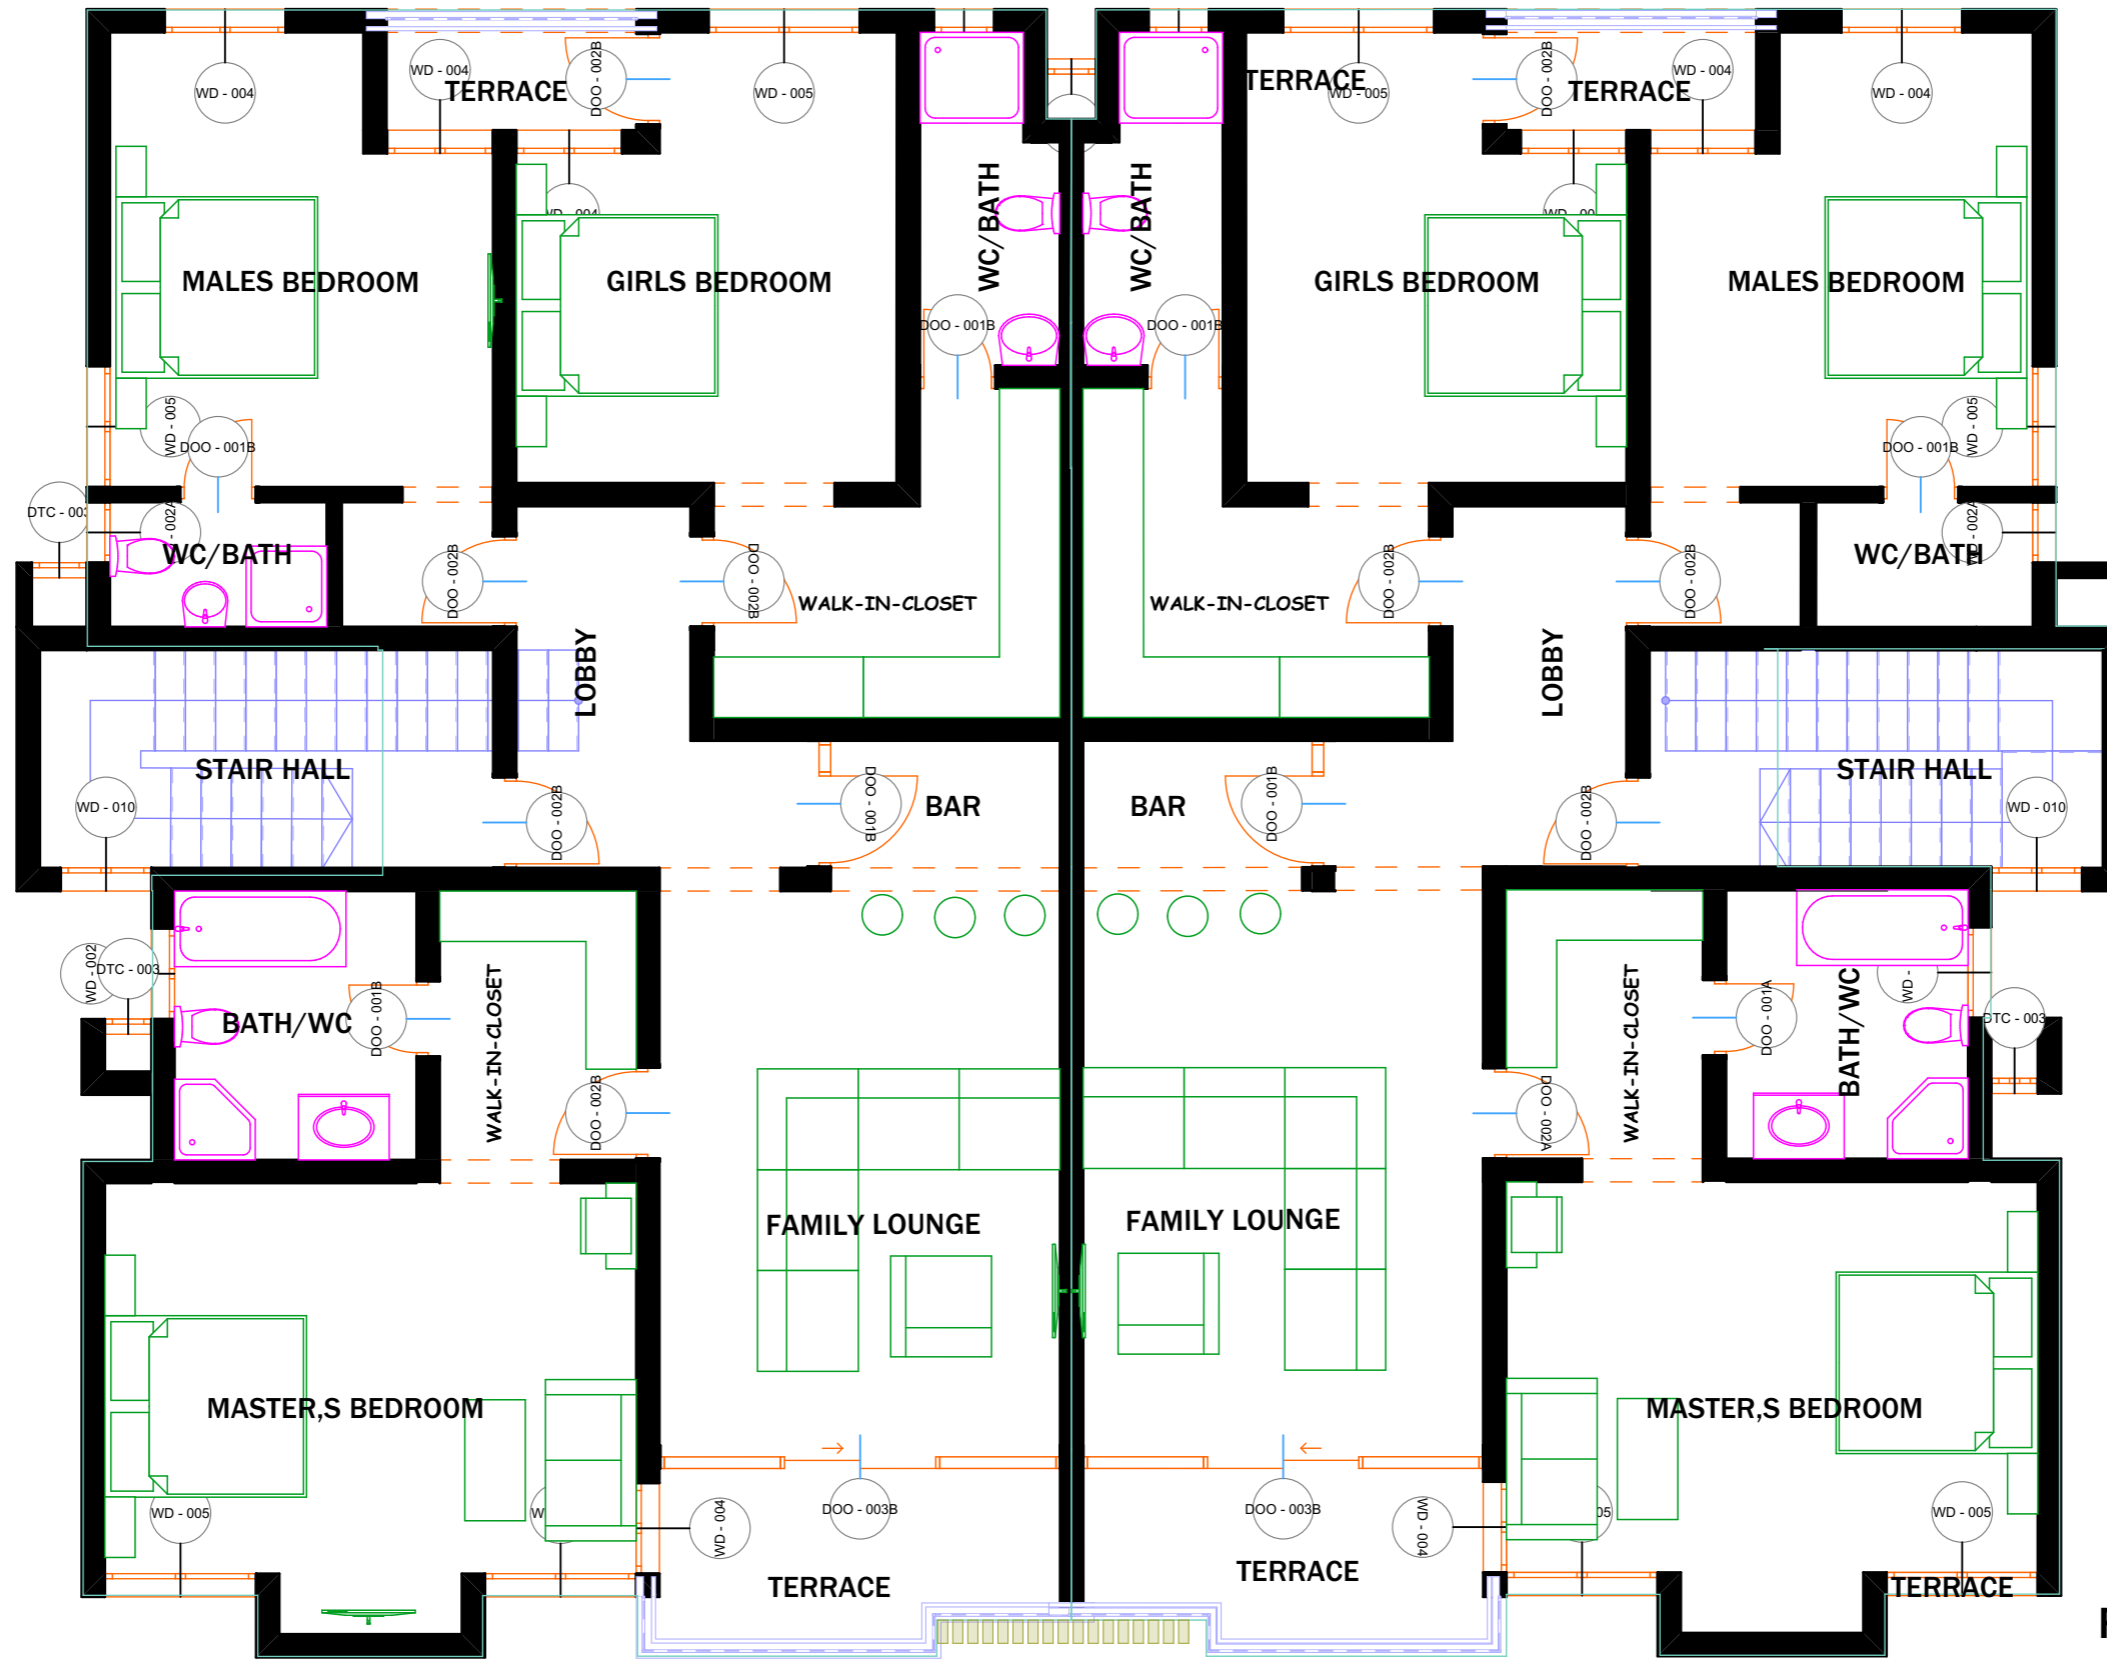 WD - 004
WD - 004
TERRACE
DOO - 002B
WD - 005
TERRACE
WD - 005
DOO - 002B
TERRACE
WD - 004
WD - 004
WC/BATH
WC/BATH
MALES BEDROOM
GIRLS BEDROOM
GIRLS BEDROOM
MALES BEDROOM
DOO - 001B
DOO - 001B
WD - 005
DOO - 001B
DOO - 001B
WD - 005
DTC - 003
WC/BATH
DOO - 002B
DOO - 002B
WALK-IN-CLOSET
WALK-IN-CLOSET
DOO - 002B
DOO - 002B
WC/BATH
LOBBY
LOBBY
STAIR HALL
STAIR HALL
WD - 010
DOO - 002B
DOO - 001B
BAR
BAR
DOO - 001B
DOO - 002B
WD - 010
WD - 002
DTC - 003
BATH/WC
DOO - 001B
WALK-IN-CLOSET
DOO - 002B
DOO - 002A
WALK-IN-CLOSET
DOO - 001A
BATH/WC
WD -
DTC - 003
FAMILY LOUNGE
FAMILY LOUNGE
MASTER,S BEDROOM
MASTER,S BEDROOM
WD - 005
WD - 004
DOO - 003B
DOO - 003B
WD - 004
WD - 005
TERRACE
TERRACE
TERRACE